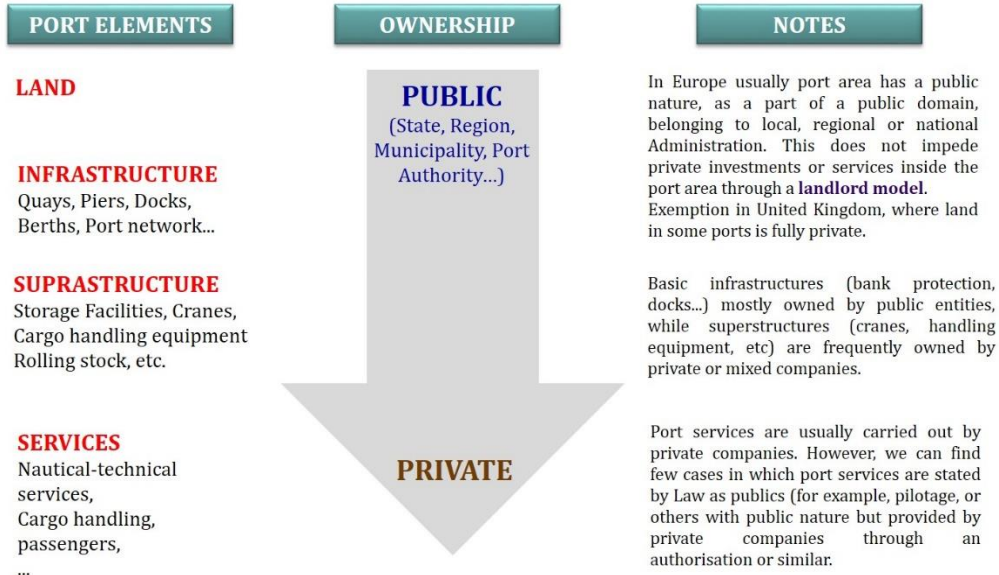 PORT ELEMENTS
OWNERSHIP
NOTES
LAND
INFRASTRUCTURE
Quays, Piers, Docks,
Berths, Port network...
SUPRASTRUCTURE
Storage Facilities, Cranes,
Cargo handling equipment
Rolling stock, etc.
SERVICES
Nautical-technical
services,
Cargo handling,
passengers,
...
PUBLIC
(State, Region,
Municipality, Port
Authority...)
PRIVATE
In Europe usually port area has a public
nature, as a part of a public domain,
belonging to local, regional or national
Administration. This does not impede
private investments or services inside the
port area through a landlord model.
Exemption in United Kingdom, where land
in some ports is fully private.
Basic infrastructures (bank protection,
docks...) mostly owned by public entities,
while superstructures (cranes, handling
equipment, etc) are frequently owned by
private or mixed companies.
Port services are usually carried out by
private companies. However, we can find
few cases in which port services are stated
by Law as publics (for example, pilotage, or
others with public nature but provided by
private companies through an
authorisation or similar.